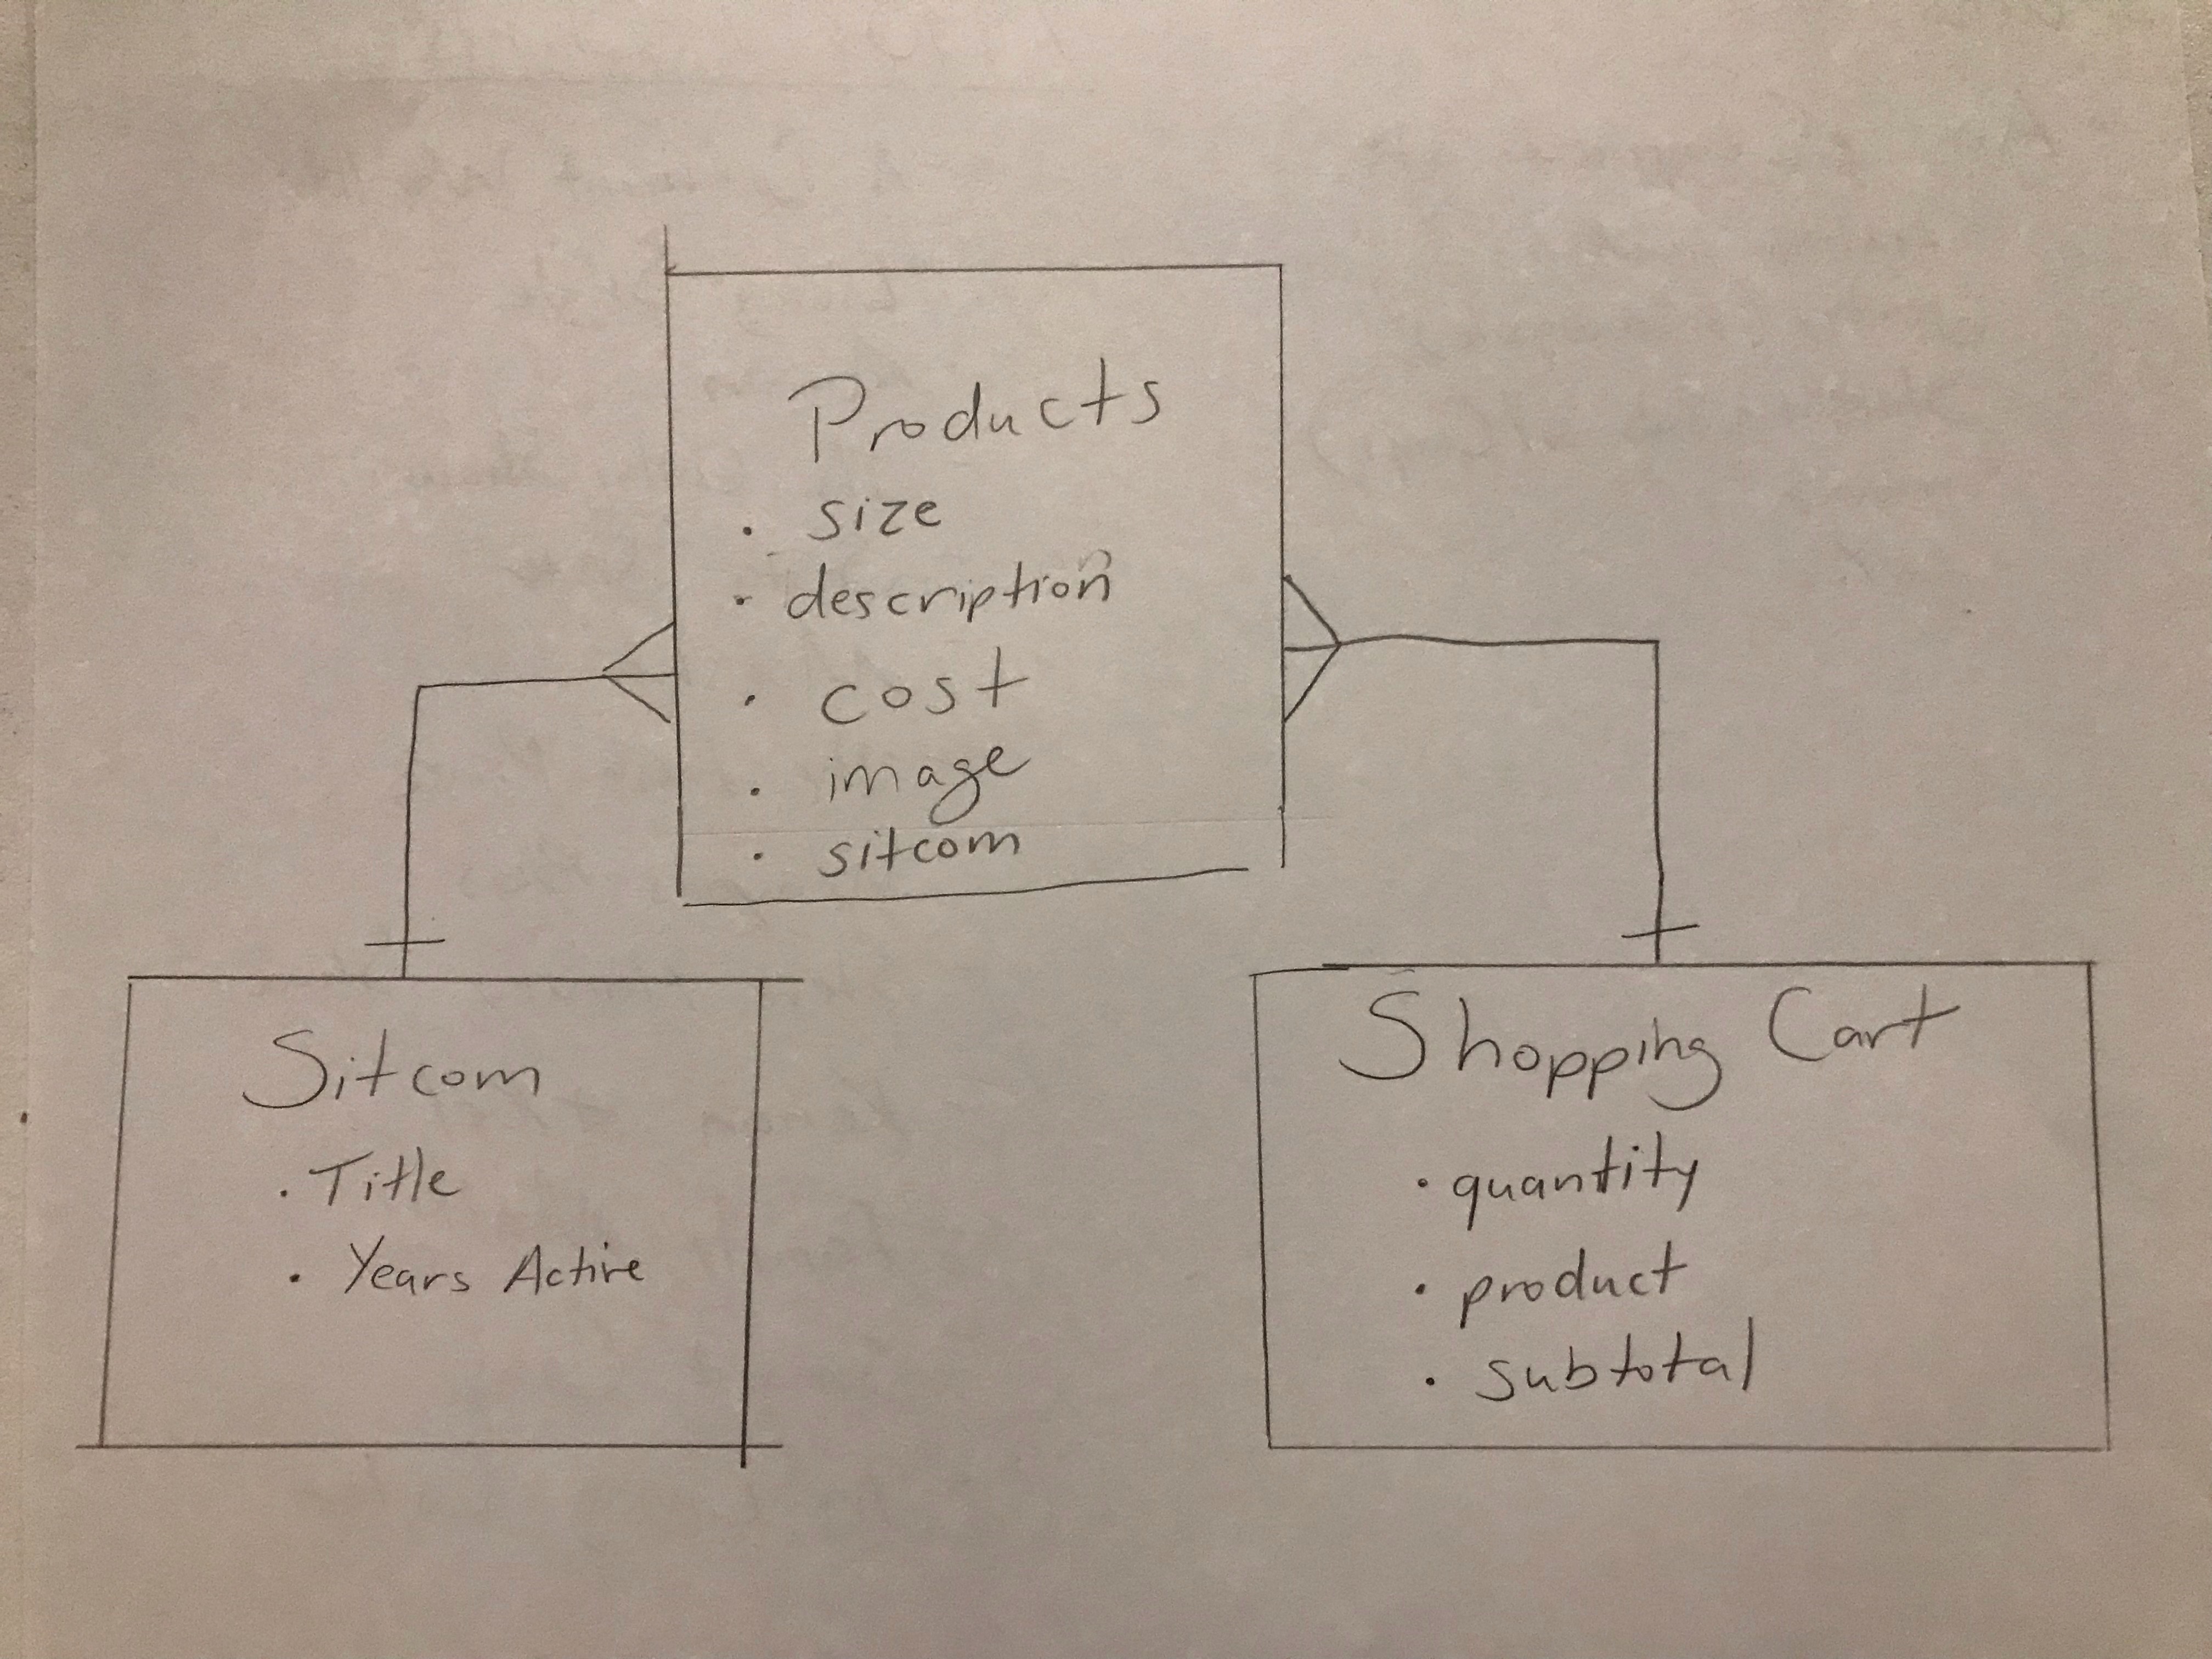 Products
. size
. description
. cost
. image
. sitcom
Sitcom
. Title
. Years Active
Shopping Cart
. quantity
. product
. subtotal